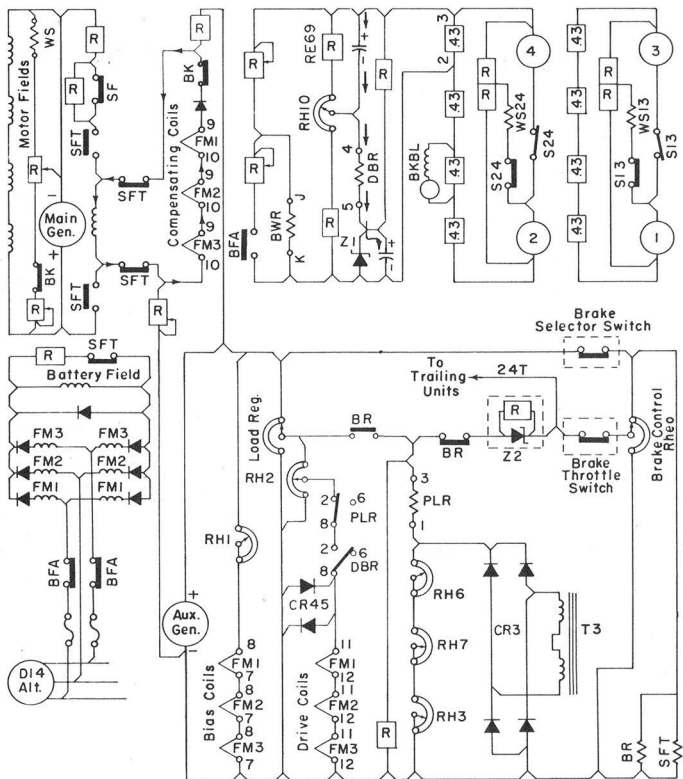 WS
Motor Fields
R
R
SF
R
SFT
R
BK
Compensating Coils
9
FM1
10
9
FM2
10
9
FM3
10
SFT
Main
Gen.
-
+
BK
R
SFT
SFT
R
R
R
BFA
J
BWR
K
RE69
R
RH10
R
+
-
4
DBR
5
Z1
+
-
R
3
2
.43
.43
.43
.43
BKBL
R
R
4
WS24
S24
S24
2
.43
.43
.43
.43
R
R
3
WS13
S13
S13
1
SFT
R
Battery Field
FM3
FM3
FM2
FM2
FM1
FM1
BFA
BFA
D14
Alt.
Brake
Selector Switch
To
Trailing
Units
24T
R
Z2
Brake
Throttle
Switch
Brake Control
Rheo
Load Reg.
BR
BR
RH2
2
6
PLR
8
2
6
DBR
8
CR45
3
PLR
1
RH1
RH6
RH7
RH3
CR3
T3
+
Aux.
Gen.
-
Bias Coils
8
FM1
7
8
FM2
7
8
FM3
7
Drive Coils
11
FM1
12
11
FM2
12
11
FM3
12
R
BR
SFT